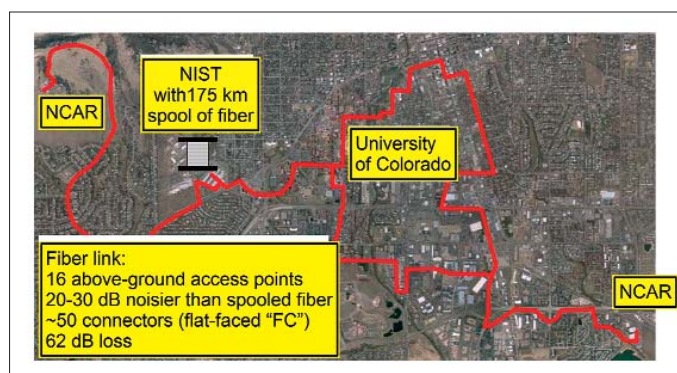 NCAR
NIST
with175 km
spool of fiber
University
of Colorado
Fiber link:
16 above-ground access points
20-30 dB noisier than spooled fiber
~50 connectors (flat-faced “FC”)
62 dB loss
NCAR